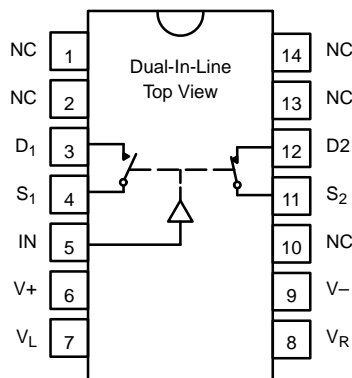 Dual-In-Line
Top View
NC 1
NC 2
D1 3
S1 4
IN 5
V+ 6
VL 7
14 NC
13 NC
12 D2
11 S2
10 NC
9 V–
8 VR